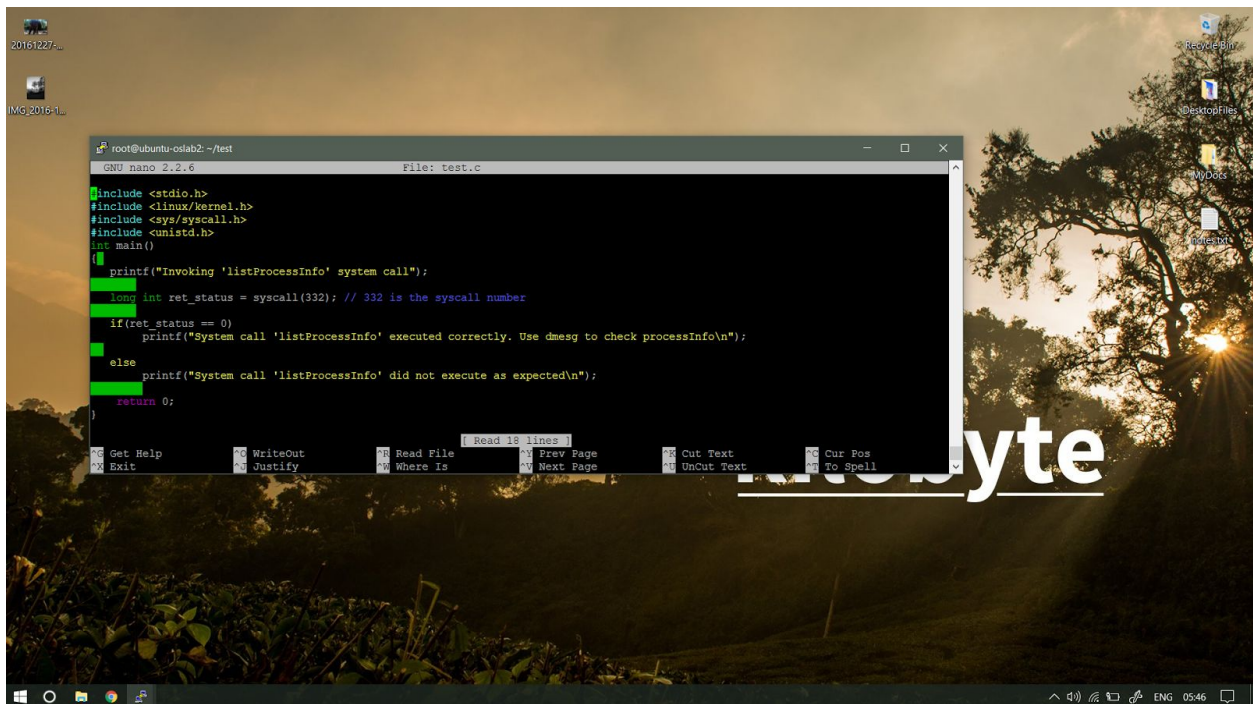 20161227-...
IMG_2016-1...
Recycle Bin
DesktopFiles
MyDocs
notes.txt
root@ubuntu-oslab2: ~/test
GNU nano 2.2.6 File: test.c
#include <stdio.h>
#include <linux/kernel.h>
#include <sys/syscall.h>
#include <unistd.h>
int main()
{
printf("Invoking 'listProcessInfo' system call");
long int ret_status = syscall(332); // 332 is the syscall number
if(ret_status == 0)
printf("System call 'listProcessInfo' executed correctly. Use dmesg to check processInfo\n");
else
printf("System call 'listProcessInfo' did not execute as expected\n");
return 0;
}
[ Read 18 lines ]
^G Get Help ^O WriteOut ^R Read File ^Y Prev Page ^K Cut Text ^C Cur Pos
^X Exit ^J Justify ^W Where Is ^V Next Page ^U UnCut Text ^T To Spell
ENG 05:46